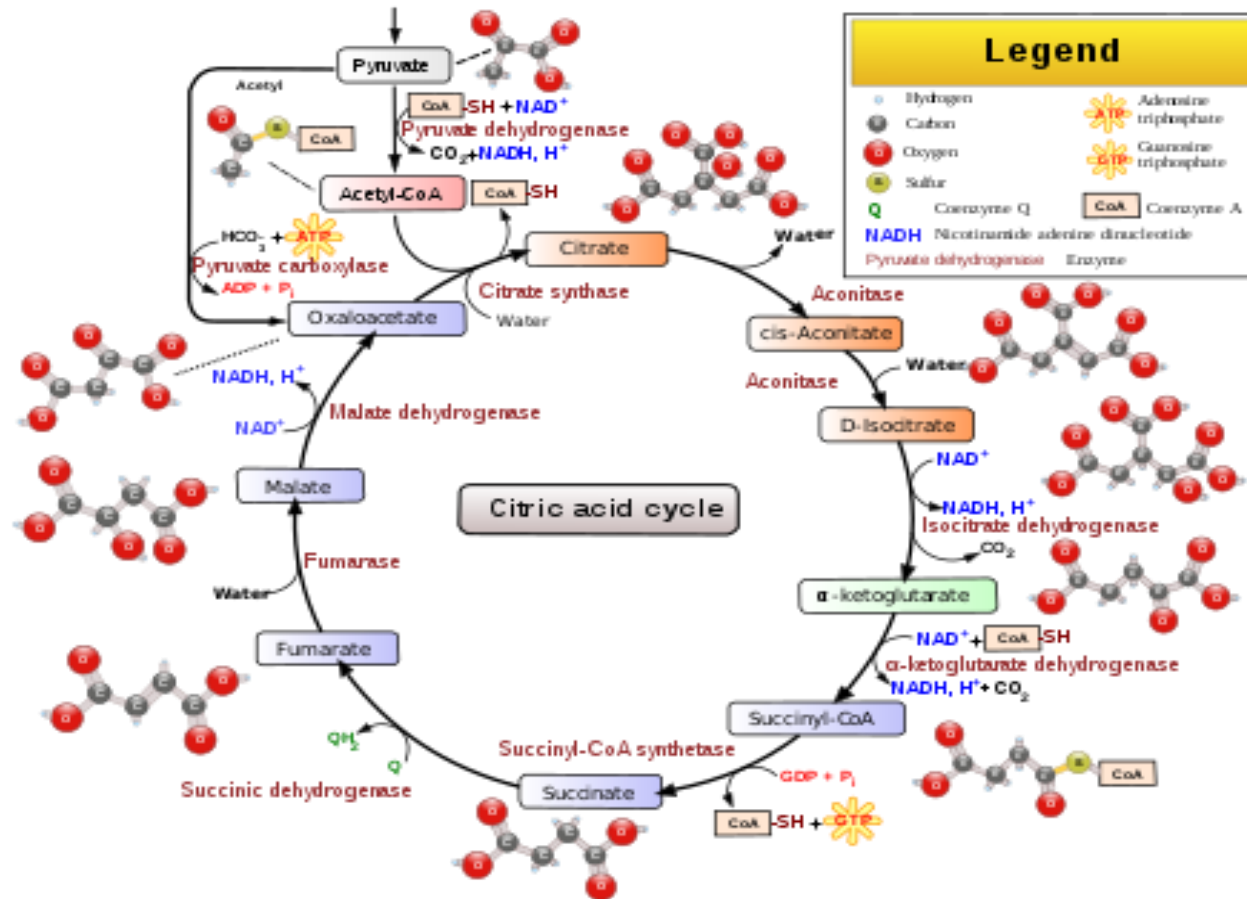 Pyruvate
Acetyl
CoA
CoA -SH + NAD⁺
Pyruvate dehydrogenase
CO₂+NADH, H⁺
Acetyl-CoA
CoA -SH
HCO₃⁻ + ATP
Pyruvate carboxylase
ADP + Pᵢ
Oxaloacetate
Citrate
Citrate synthase
Water
Water
Aconitase
cis-Aconitate
Water
Aconitase
D-Isocitrate
NAD⁺
NADH, H⁺
Isocitrate dehydrogenase
CO₂
α-ketoglutarate
NAD⁺+ CoA -SH
α-ketoglutarate dehydrogenase
NADH, H⁺+ CO₂
Succinyl-CoA
CoA
Succinyl-CoA synthetase
GDP + Pᵢ
CoA -SH + GTP
Succinate
QH₂
Q
Succinic dehydrogenase
Fumarate
Water
Fumarase
Malate
NAD⁺
NADH, H⁺
Malate dehydrogenase
Citric acid cycle
Legend
Hydrogen
Carbon
Oxygen
S Sulfur
Q Coenzyme Q
NADH Nicotinamide adenine dinucleotide
Pyruvate dehydrogenase Enzyme
ATP Adenosine
triphosphate
GTP Guanosine
triphosphate
CoA Coenzyme A